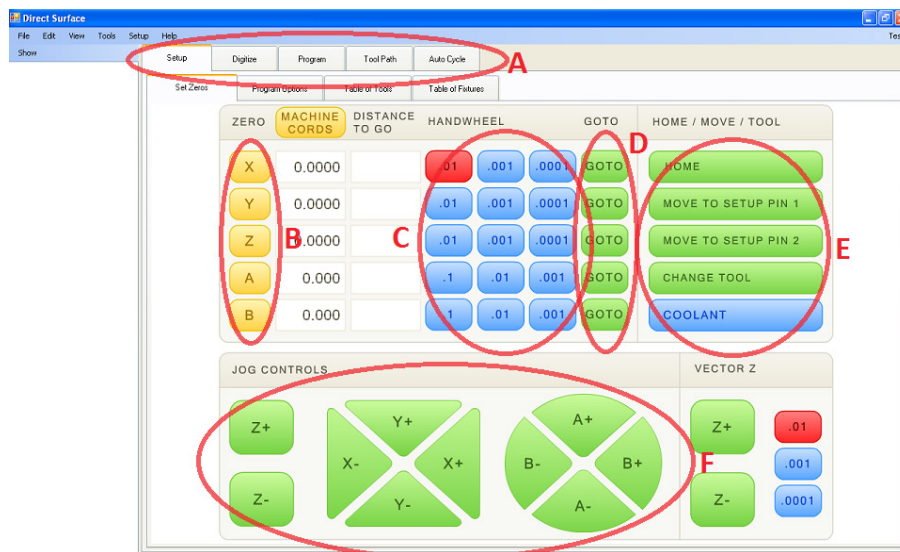 Direct Surface
File Edit View Tools Setup Help
Show
Setup Digitize Program Tool Path Auto Cycle A
Set Zeros Program Options Table of Tools Table of Fixtures
ZERO MACHINE CORDS DISTANCE TO GO HANDWHEEL GOTO HOME / MOVE / TOOL
D
X 0.0000 .01 .001 .0001 GOTO HOME
Y 0.0000 .01 .001 .0001 GOTO MOVE TO SETUP PIN 1
B C E
Z 0.0000 .01 .001 .0001 GOTO MOVE TO SETUP PIN 2
A 0.000 .1 .01 .001 GOTO CHANGE TOOL
B 0.000 .1 .01 .001 GOTO COOLANT
JOG CONTROLS VECTOR Z
Z+ Y+ A+ Z+ .01
X- X+ B- B+ F .001
Z- Y- A- Z- .0001